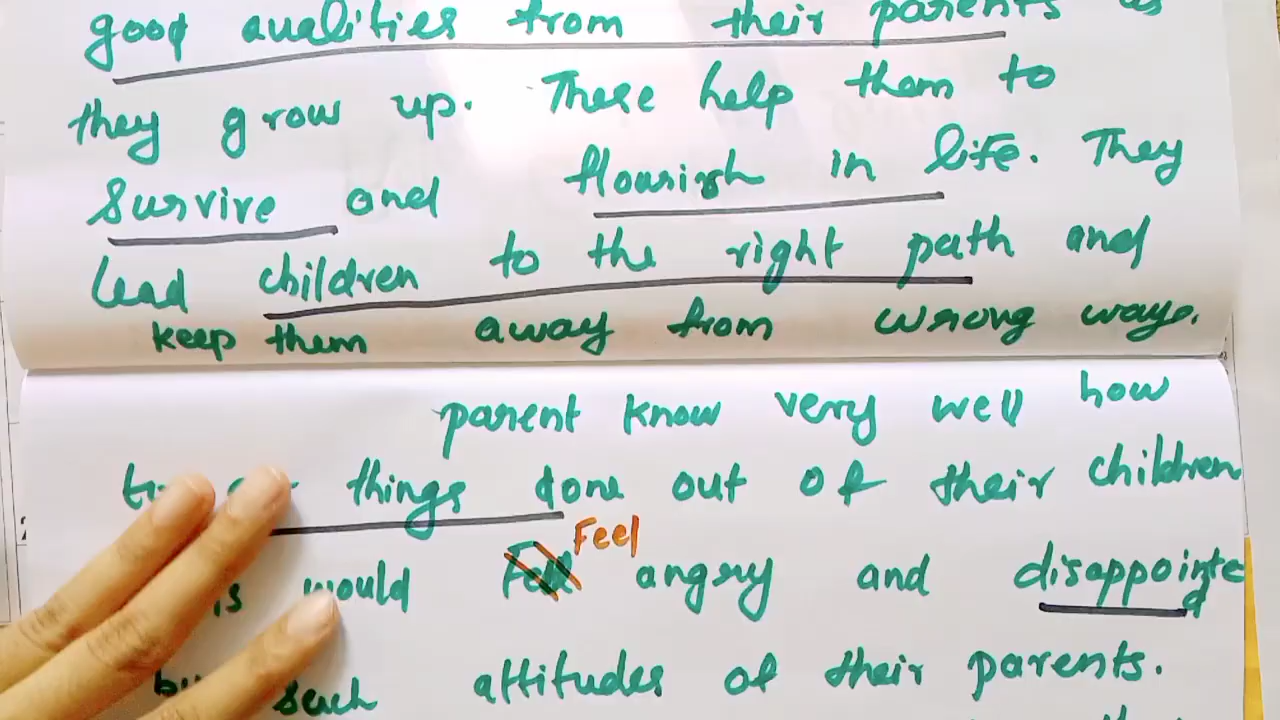 good qualities from their parents as
they grow up. These help them to
survive and flourish in life. They
lead children to the right path and
keep them away from wrong ways.
parent know very well how
things done out of their children
would Feel angry and disappointed
such attitudes of their parents.